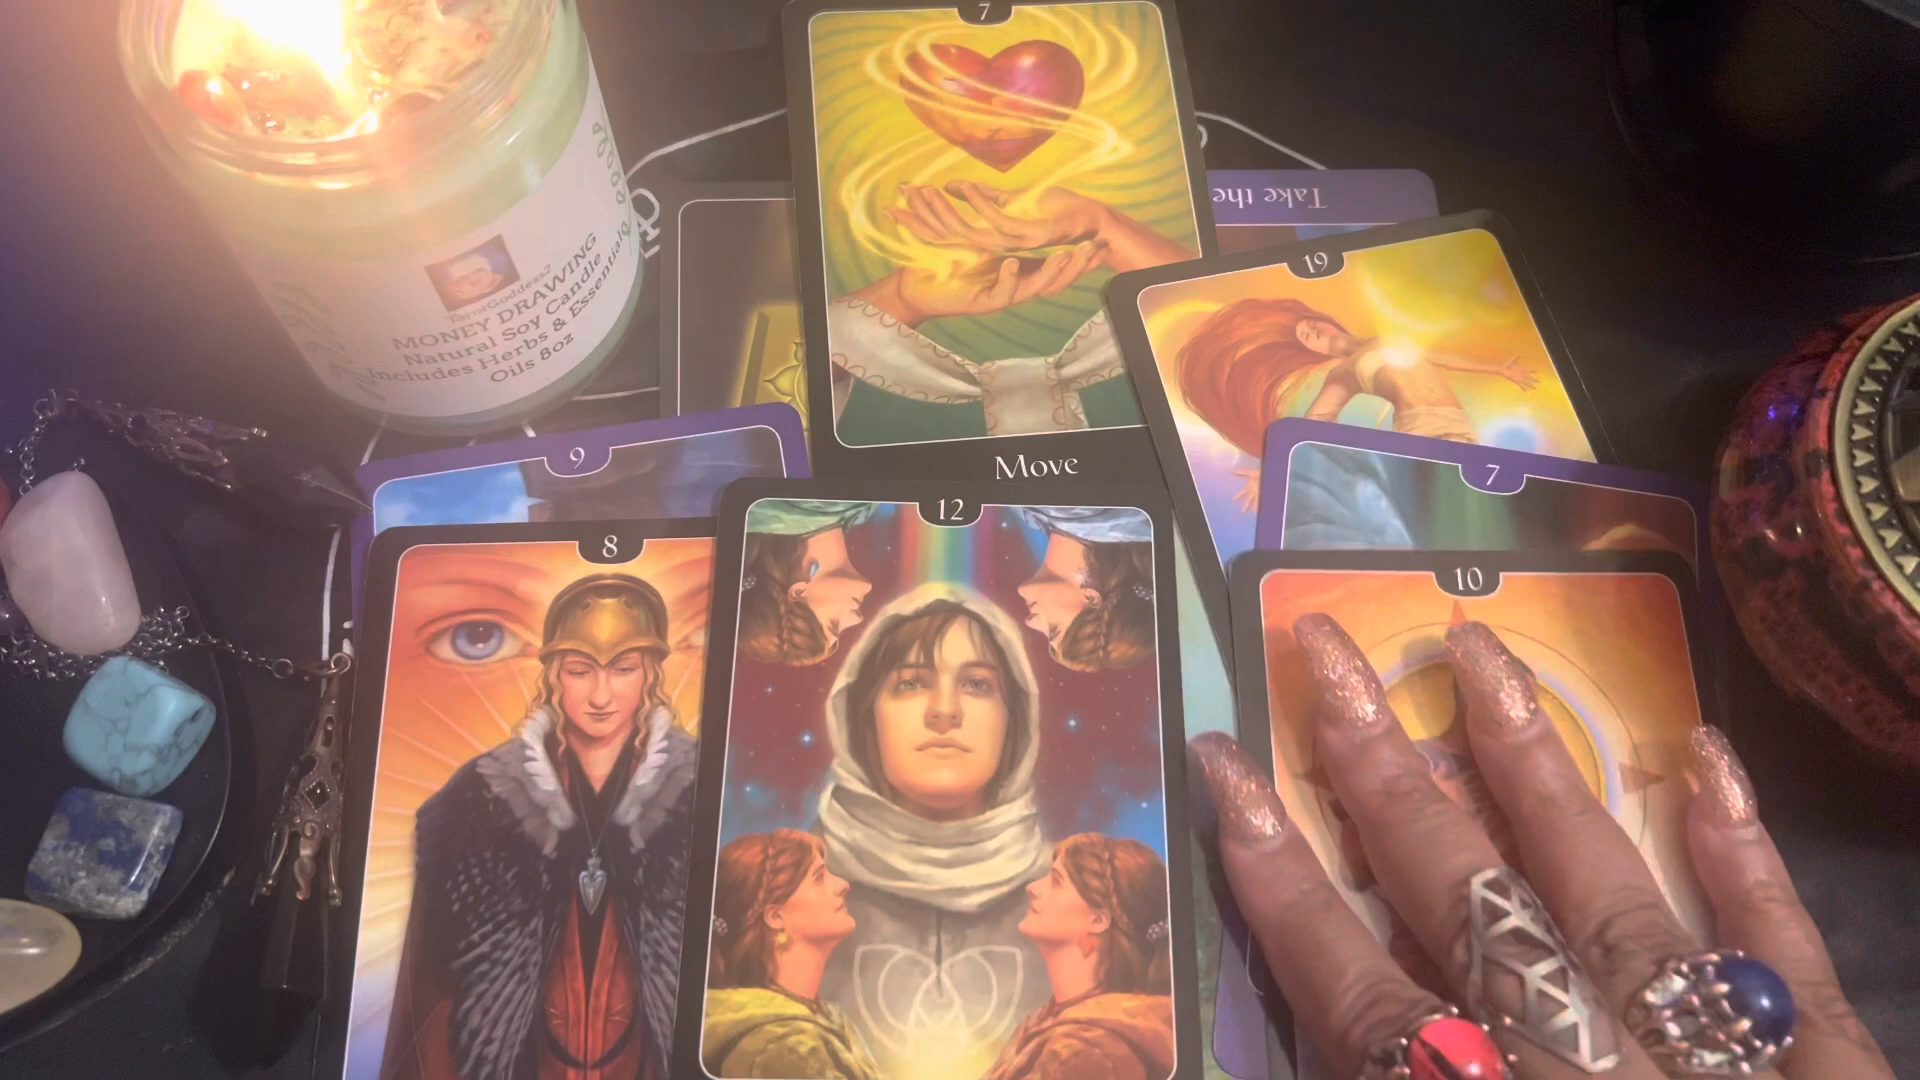 7
Take the
19
TarotGoddess
MONEY DRAWING
Natural Soy Candle
Includes Herbs & Essential
Oils 8oz
9
Move
7
8
12
10